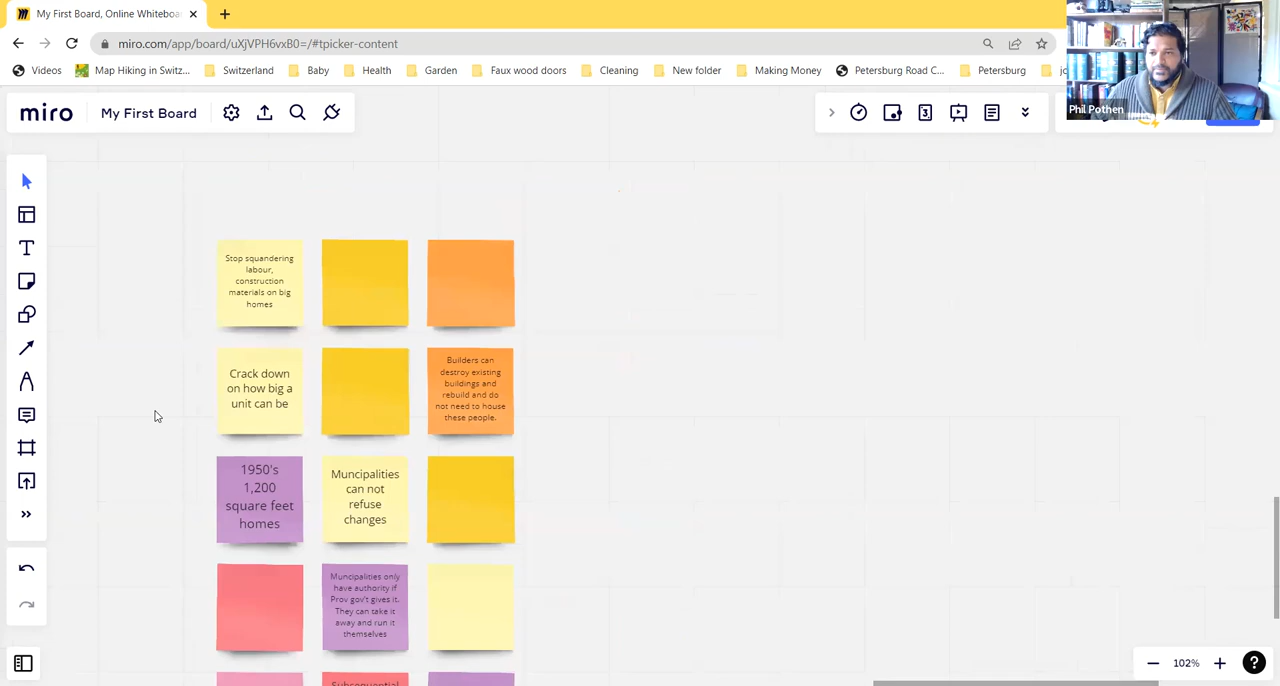 My First Board, Online Whiteboa
miro.com/app/board/uXjVPH6vxB0=/#tpicker-content
Videos
Map Hiking in Switz...
Switzerland
Baby
Health
Garden
Faux wood doors
Cleaning
New folder
Making Money
Petersburg Road C...
Petersburg
miro
My First Board
3
Phil Pothen
Stop squandering
labour,
construction
materials on big
homes
Crack down
on how big a
unit can be
Builders can
destroy existing
buildings and
rebuild and do
not need to house
these people.
1950's
1,200
square feet
homes
Muncipalities
can not
refuse
changes
Muncipalities only
have authority if
Prov gov't gives it.
They can take it
away and run it
themselves
Subsequential
102%